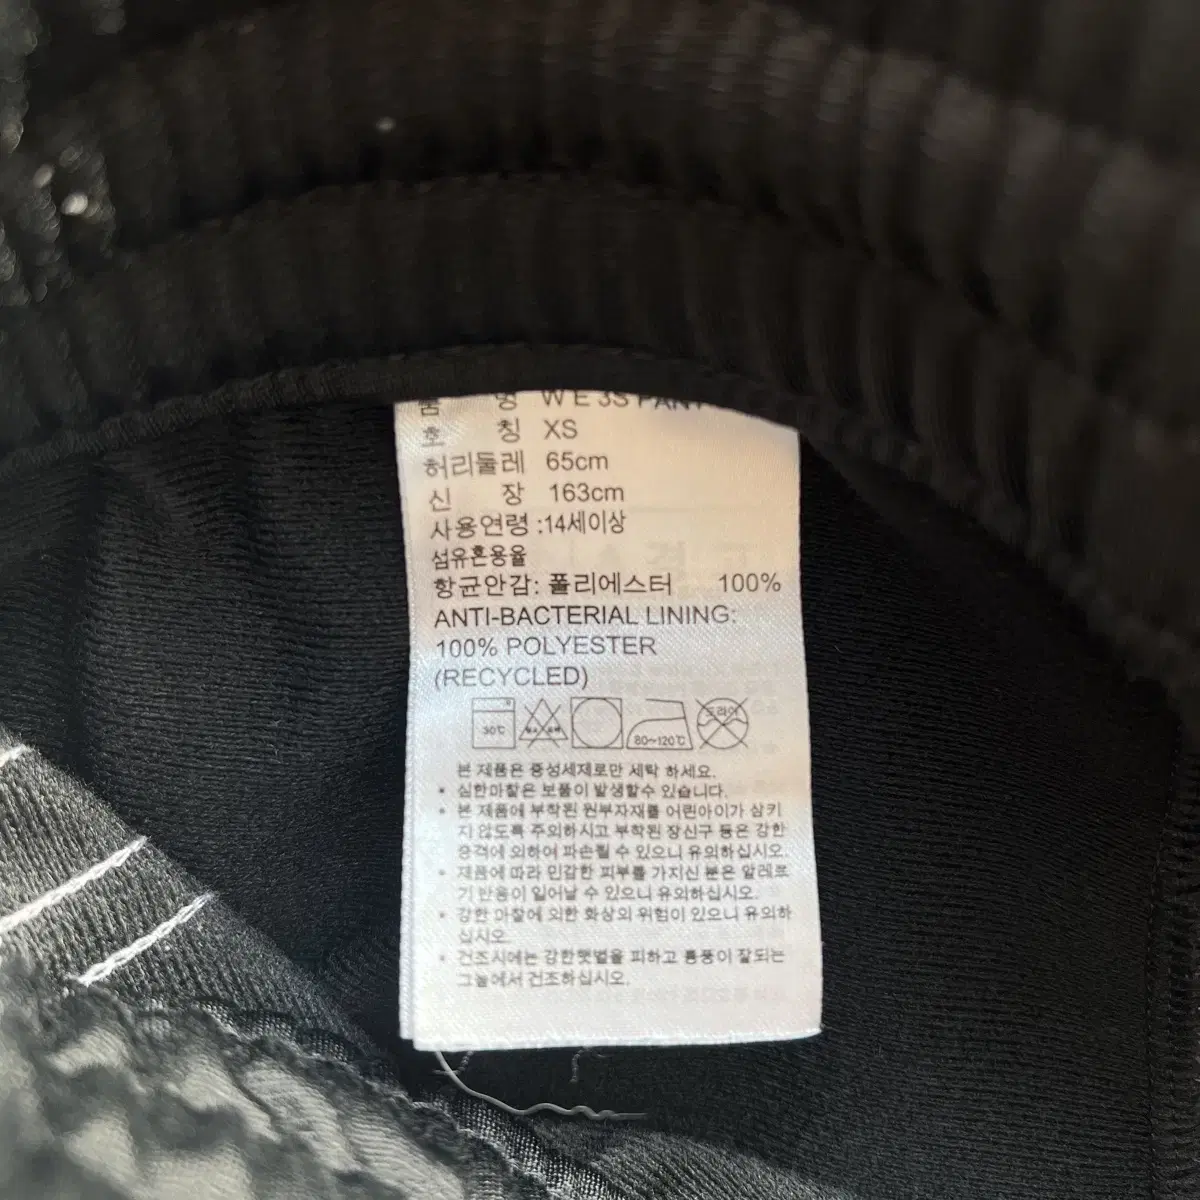 품 명 W E 3S PANT
호 칭 XS
허리둘레 65cm
신 장 163cm
사용연령 :14세이상
섬유혼용율
항균안감: 폴리에스터 100%
ANTI-BACTERIAL LINING:
100% POLYESTER
(RECYCLED)
30℃ 80~120℃ 드라이
본 제품은 중성세제로만 세탁 하세요.
• 심한마찰은 보풀이 발생할수 있습니다.
• 본 제품에 부착된 원부자재를 어린아이가 삼키
지 않도록 주의하시고 부착된 장신구 등은 강한
충격에 의하여 파손될 수 있으니 유의하십시오.
• 제품에 따라 민감한 피부를 가지신 분은 알레르
기 반응이 일어날 수 있으니 유의하십시오.
• 강한 마찰에 의한 화상의 위험이 있으니 유의하
십시오.
• 건조시에는 강한햇볕을 피하고 통풍이 잘되는
그늘에서 건조하십시오.